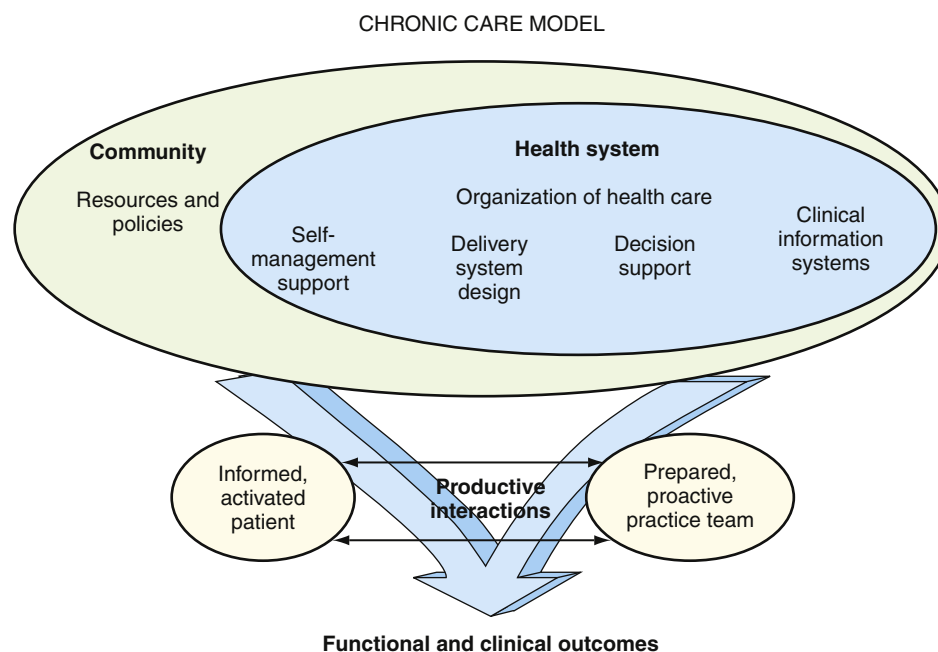 CHRONIC CARE MODEL
Community
Resources and
policies
Health system
Organization of health care
Self-
management
support
Delivery
system
design
Decision
support
Clinical
information
systems
Informed,
activated
patient
Productive
interactions
Prepared,
proactive
practice team
Functional and clinical outcomes